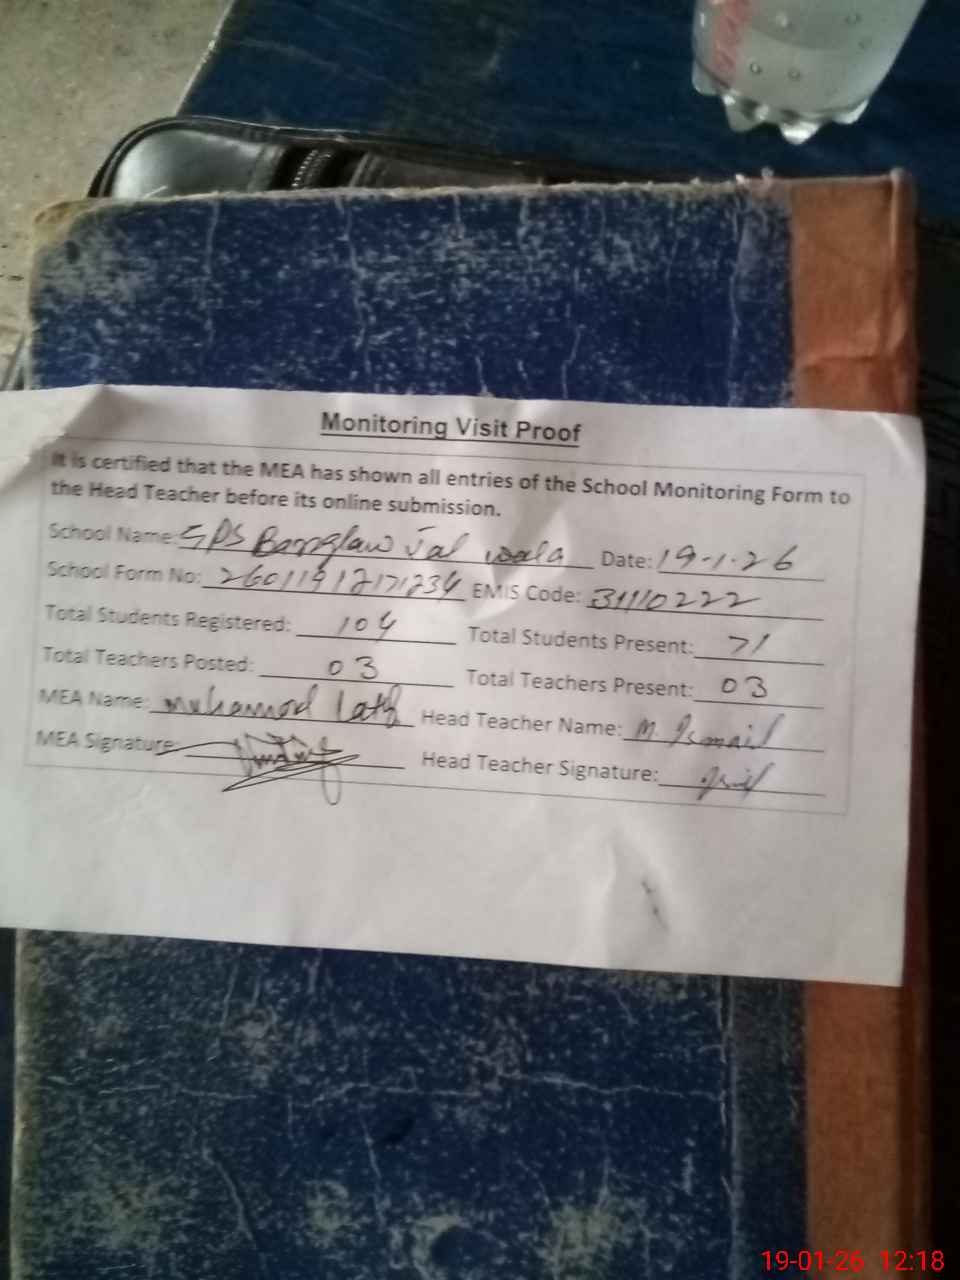 Monitoring Visit Proof
It is certified that the MEA has shown all entries of the School Monitoring Form to
the Head Teacher before its online submission.
School Name: GPS Banglaw Jal wala Date: 19-1-26
School Form No: EMIS Code: 31110222
Total Students Registered: 104 Total Students Present: 71
Total Teachers Posted: 03 Total Teachers Present: 03
MEA Name: muhammad Head Teacher Name: M. Ismail
MEA Signature: Head Teacher Signature:
19-01-26 12:18